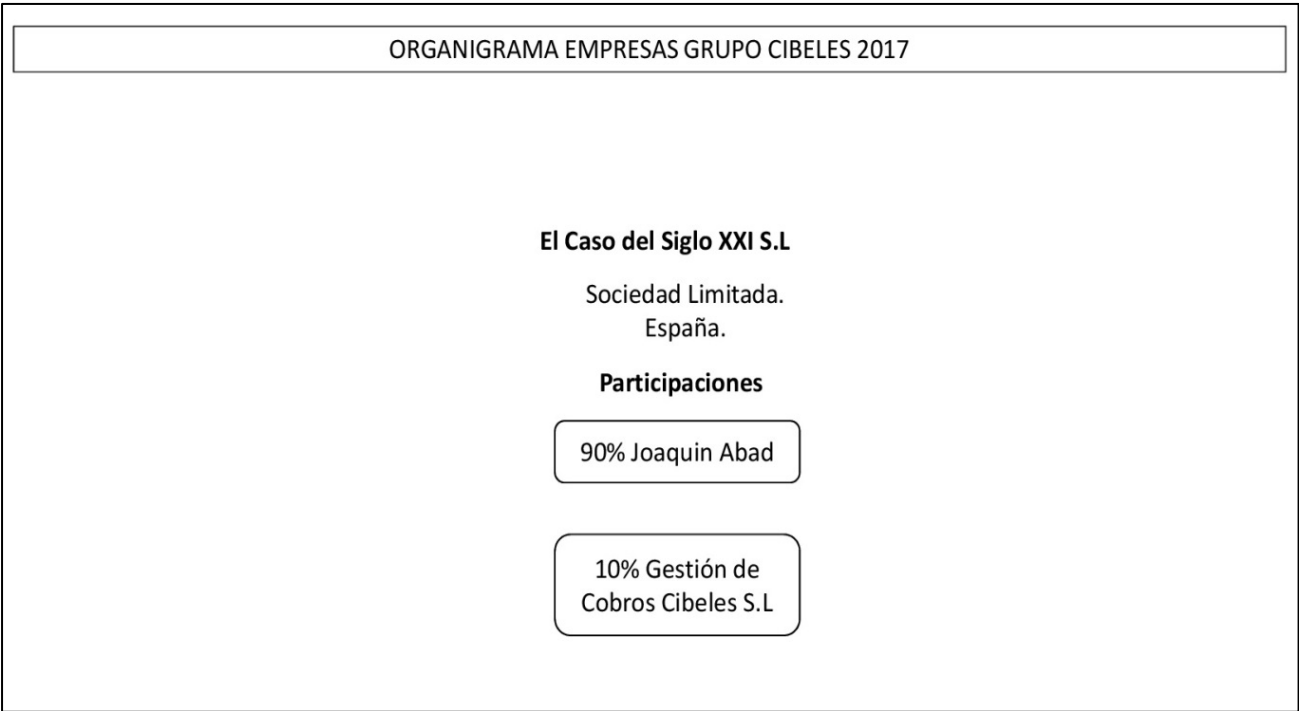 ORGANIGRAMA EMPRESAS GRUPO CIBELES 2017
El Caso del Siglo XXI S.L
Sociedad Limitada.
España.
Participaciones
90% Joaquin Abad
10% Gestión de
Cobros Cibeles S.L